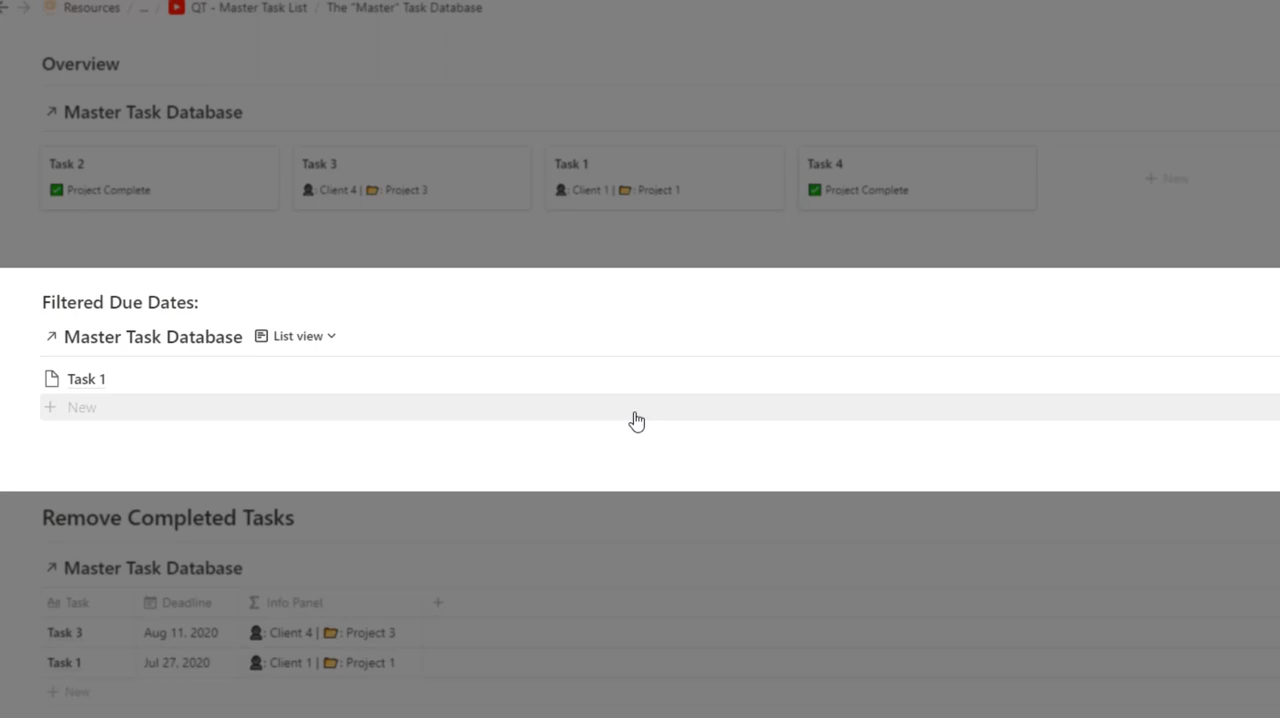 Resources / ... / QT - Master Task List / The "Master" Task Database
Overview
Master Task Database
Task 2
Project Complete
Task 3
: Client 4 | : Project 3
Task 1
: Client 1 | : Project 1
Task 4
Project Complete
+ New
Filtered Due Dates:
Master Task Database List view
Task 1
+ New
Remove Completed Tasks
Master Task Database
Aa Task Deadline Σ Info Panel +
Task 3 Aug 11, 2020 : Client 4 | : Project 3
Task 1 Jul 27, 2020 : Client 1 | : Project 1
+ New